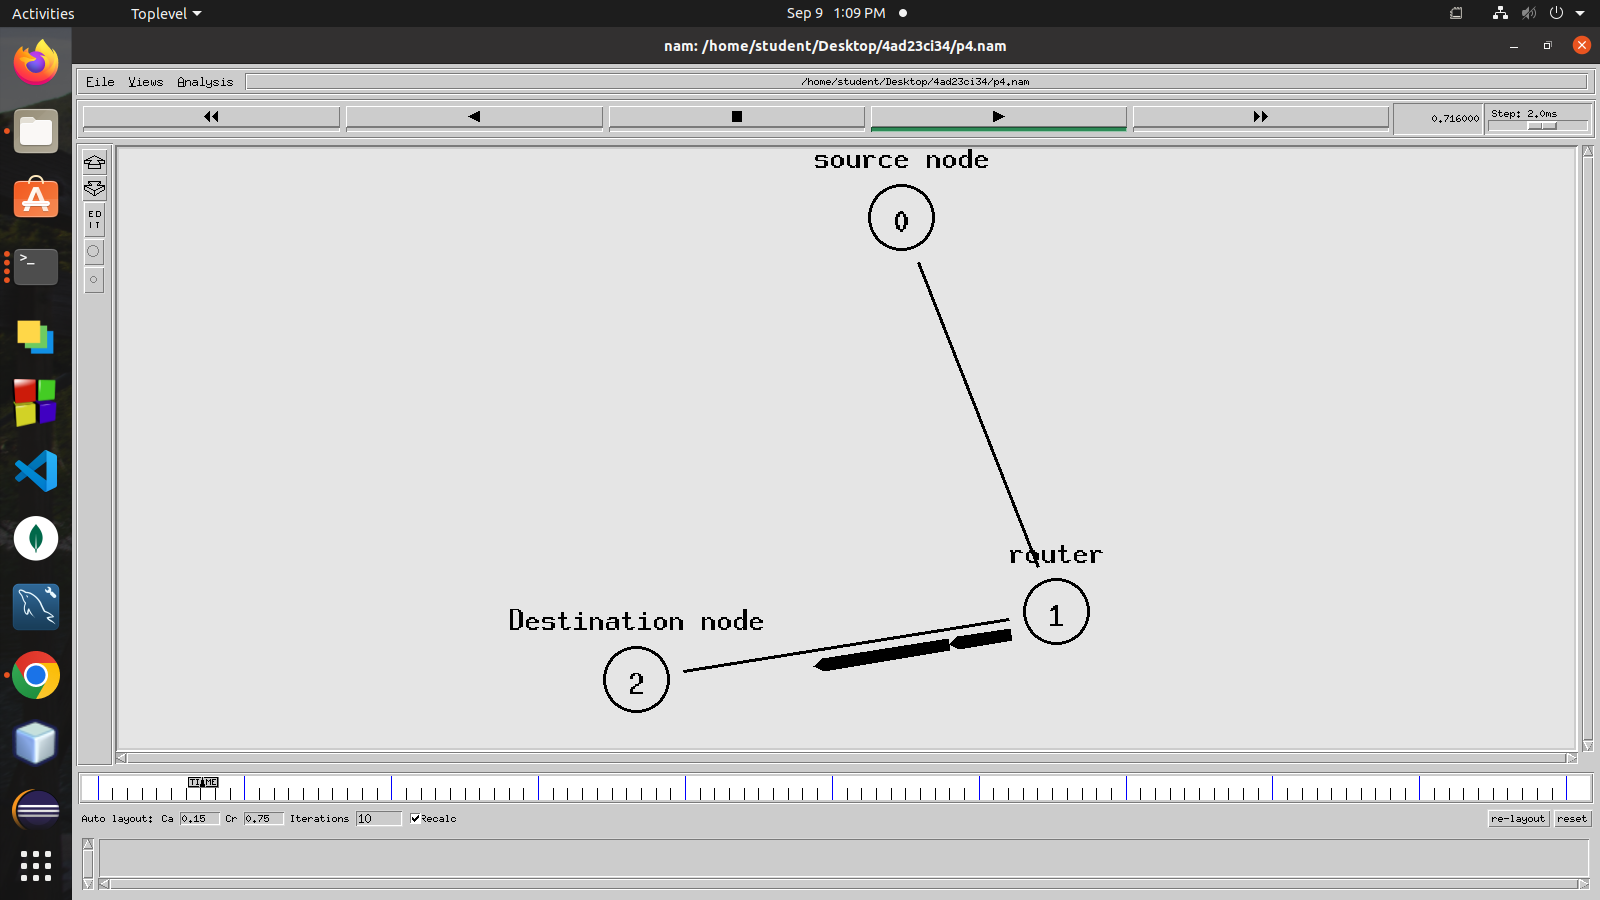 Activities Toplevel Sep 9 1:09 PM
nam: /home/student/Desktop/4ad23ci34/p4.nam
File Views Analysis /home/student/Desktop/4ad23ci34/p4.nam
0.716000 Step: 2.0ms
ED
IT
source node
0
router
1
Destination node
2
TIME
Auto layout: Ca 0.15 Cr 0.75 Iterations 10 Recalc re-layout reset